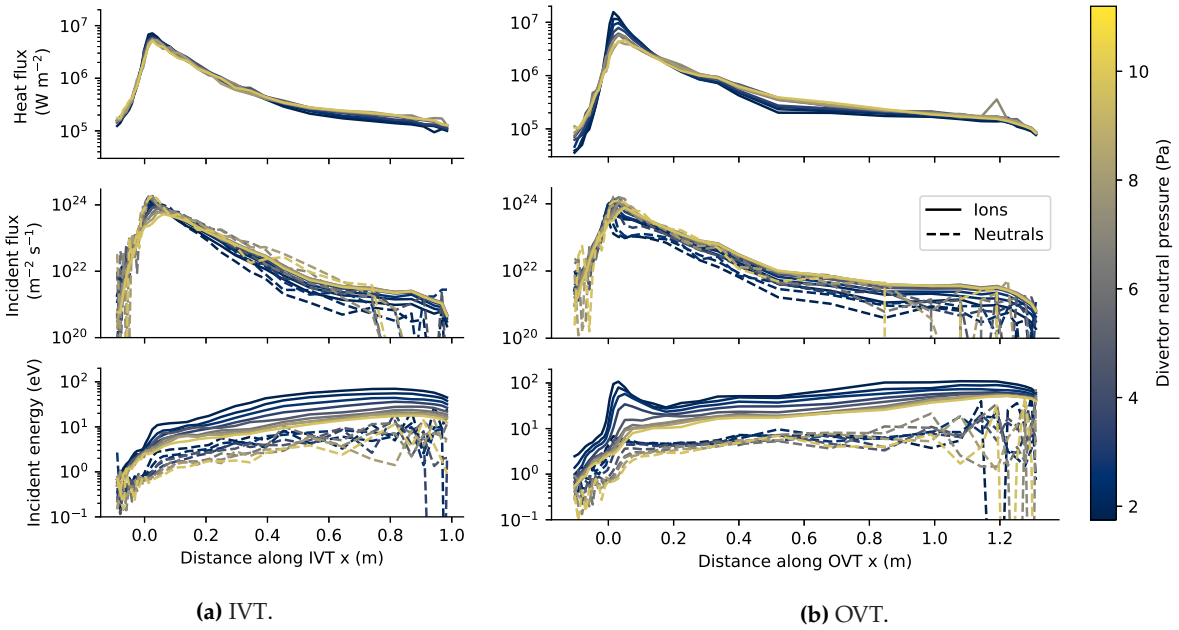 Heat flux
(W m⁻²)
10⁷
10⁶
10⁵
10⁷
10⁶
10⁵
Incident flux
(m⁻² s⁻¹)
10²⁴
10²²
10²⁰
10²⁴
10²²
10²⁰
Ions
Neutrals
Incident energy (eV)
10²
10¹
10⁰
10⁻¹
10²
10¹
10⁰
10⁻¹
0.0 0.2 0.4 0.6 0.8 1.0
Distance along IVT x (m)
0.0 0.2 0.4 0.6 0.8 1.0 1.2
Distance along OVT x (m)
10
8
6
4
2
Divertor neutral pressure (Pa)
(a) IVT.
(b) OVT.